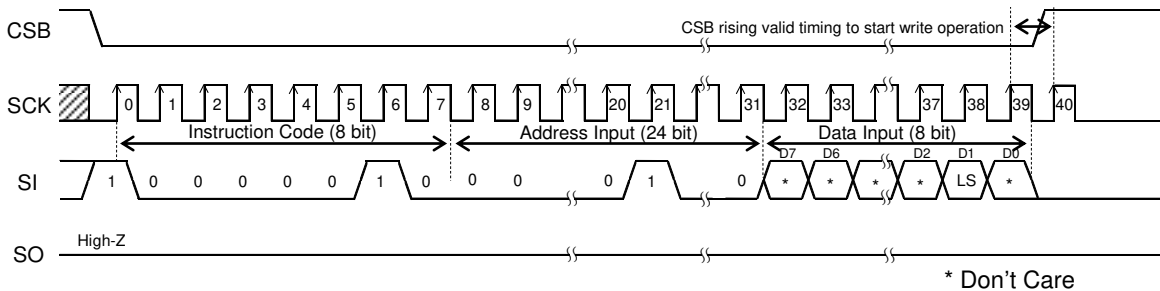 CSB
CSB rising valid timing to start write operation
SCK 0 1 2 3 4 5 6 7 8 9 20 21 31 32 33 37 38 39 40
Instruction Code (8 bit) Address Input (24 bit) Data Input (8 bit)
D7 D6 D2 D1 D0
SI 1 0 0 0 0 0 1 0 0 0 0 1 0 * * * * LS *
High-Z
SO
* Don't Care